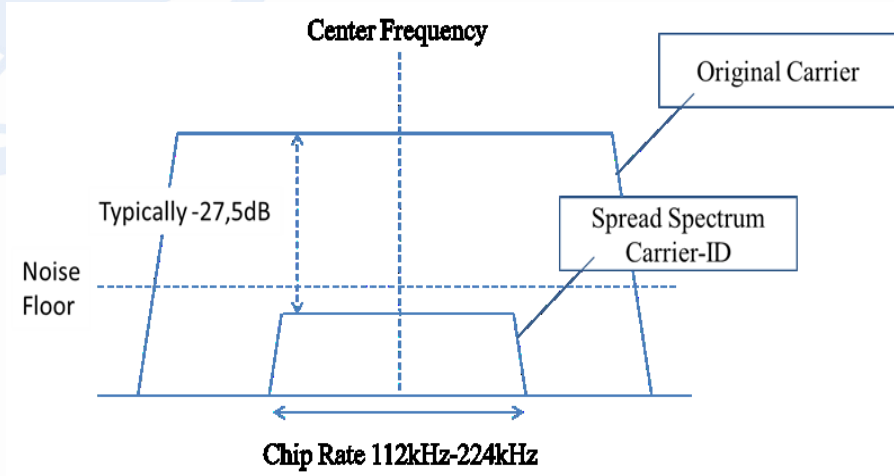 Center Frequency
Original Carrier
Typically -27,5dB
Spread Spectrum
Carrier-ID
Noise
Floor
Chip Rate 112kHz-224kHz